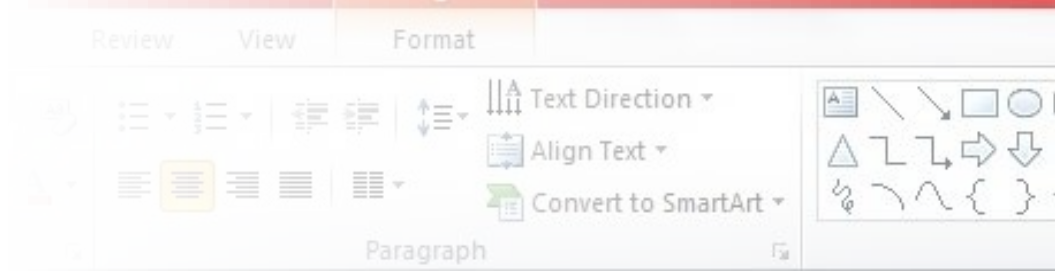 Review View Format
Text Direction
Align Text
Convert to SmartArt
Paragraph